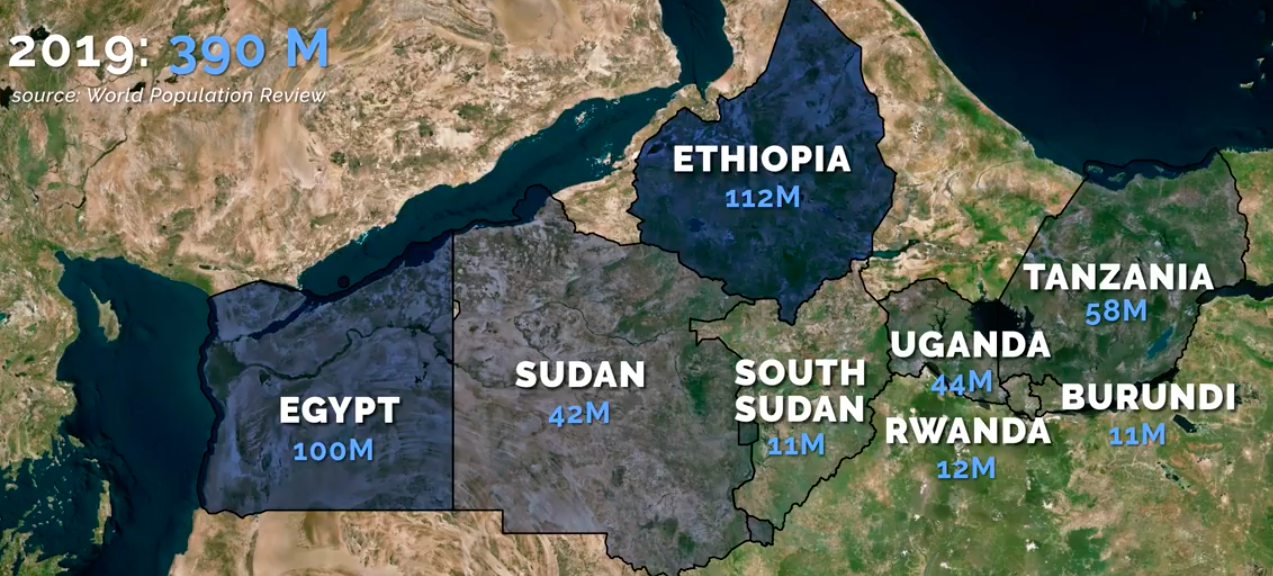 2019: 390 M
source: World Population Review
ETHIOPIA
112M
TANZANIA
58M
UGANDA
44M
SUDAN
42M
SOUTH
SUDAN
11M
EGYPT
100M
BURUNDI
11M
RWANDA
12M